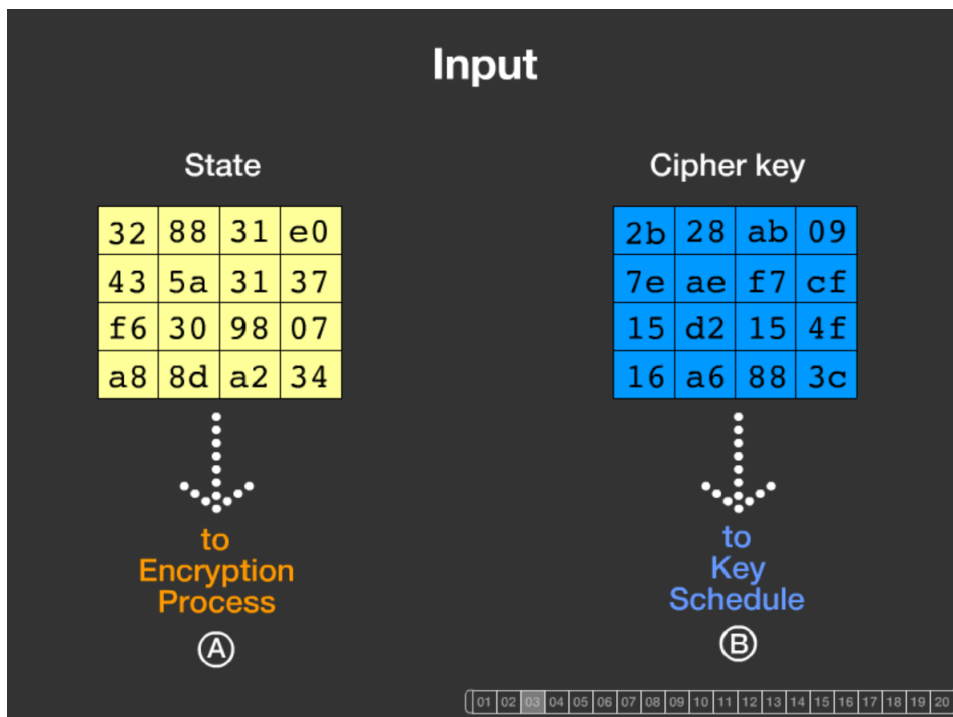 Input
State
32 88 31 e0
43 5a 31 37
f6 30 98 07
a8 8d a2 34
to
Encryption
Process
A
Cipher key
2b 28 ab 09
7e ae f7 cf
15 d2 15 4f
16 a6 88 3c
to
Key
Schedule
B
01 02 03 04 05 06 07 08 09 10 11 12 13 14 15 16 17 18 19 20